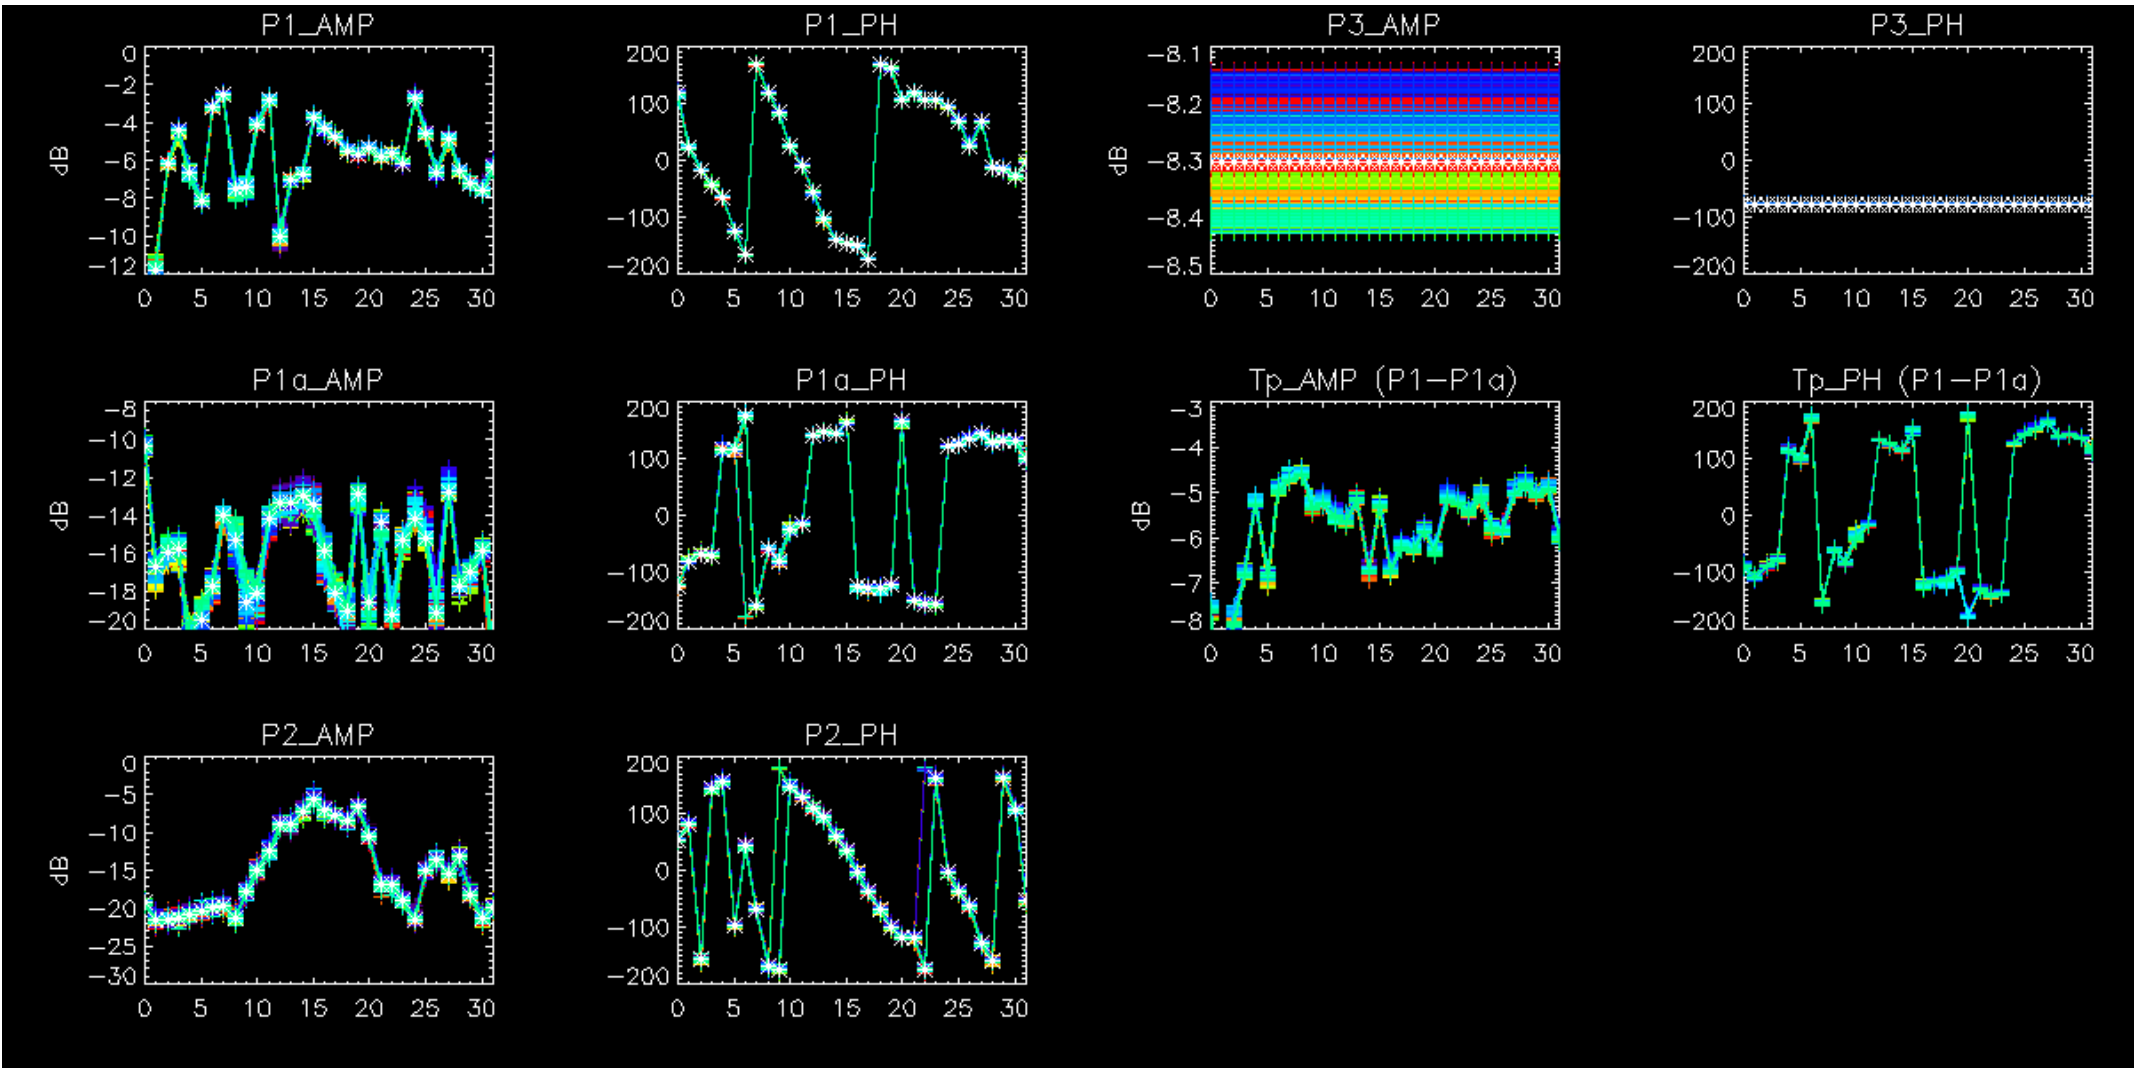 P1_AMP
0
−2
−4
−6
−8
−10
−12
dB
0 5 10 15 20 25 30
P1_PH
200
100
0
−100
−200
0 5 10 15 20 25 30
P3_AMP
−8.1
−8.2
−8.3
−8.4
−8.5
dB
0 5 10 15 20 25 30
P3_PH
200
100
0
−100
−200
0 5 10 15 20 25 30
P1a_AMP
−8
−10
−12
−14
−16
−18
−20
dB
0 5 10 15 20 25 30
P1a_PH
200
100
0
−100
−200
0 5 10 15 20 25 30
Tp_AMP (P1−P1a)
−3
−4
−5
−6
−7
−8
dB
0 5 10 15 20 25 30
Tp_PH (P1−P1a)
200
100
0
−100
−200
0 5 10 15 20 25 30
P2_AMP
0
−5
−10
−15
−20
−25
−30
dB
0 5 10 15 20 25 30
P2_PH
200
100
0
−100
−200
0 5 10 15 20 25 30